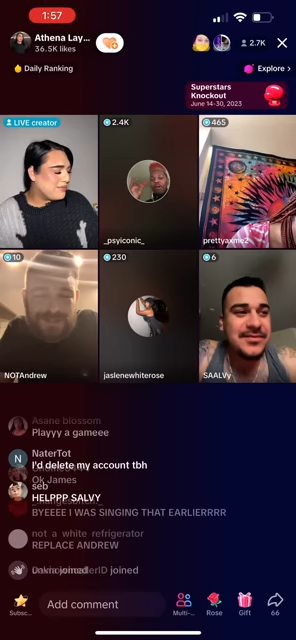 1:57
Athena Lay...
36.5K likes
2.7K
Daily Ranking
Explore >
Superstars
Knockout
June 14-30, 2023
LIVE creator
2.4K
465
_psyiconic_
prettyaxme2
10
230
6
NOTAndrew
jaslenewhiterose
SAALVy
Asane blossom
Playyy a gameee
N
NaterTot
I'd delete my account tbh
Ok James
seb
HELPPP SALVY
BYEEEE I WAS SINGING THAT EARLIERRRR
not_a_white_refrigerator
REPLACE ANDREW
joined
Subsc...
Add comment
Multi-...
Rose
Gift
66